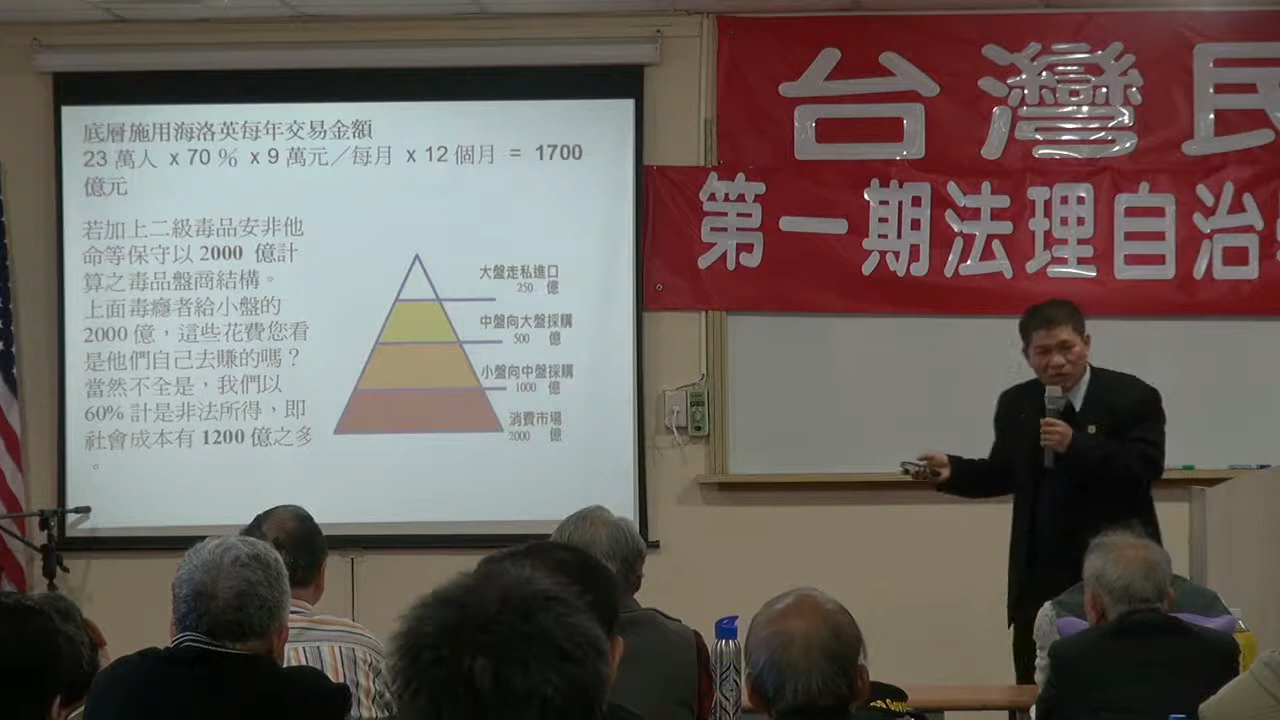 底層施用海洛英每年交易金額
23 萬人 x 70 % x 9 萬元／每月 x 12 個月 = 1700
億元
若加上二級毒品安非他
命等保守以 2000 億計
算之毒品盤商結構。
上面毒癮者給小盤的
2000 億，這些花費您看
是他們自己去賺的嗎？
當然不全是，我們以
60% 計是非法所得，即
社會成本有 1200 億之多
。
大盤走私進口
250 億
中盤向大盤採購
500 億
小盤向中盤採購
1000 億
消費市場
2000 億
台灣民
第一期法理自治